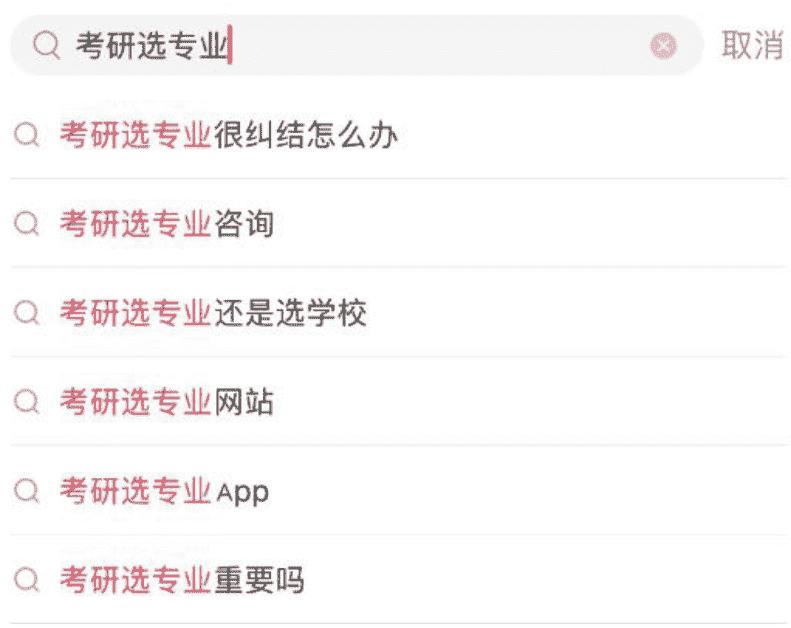 考研选专业 取消
考研选专业很纠结怎么办
考研选专业咨询
考研选专业还是选学校
考研选专业网站
考研选专业App
考研选专业重要吗